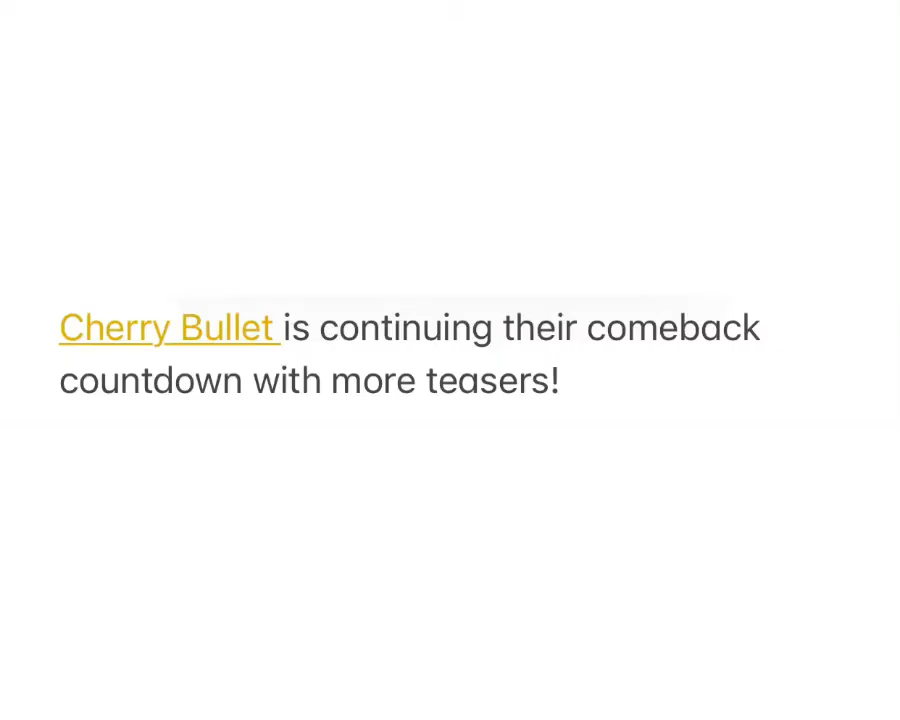 Cherry Bullet is continuing their comeback
countdown with more teasers!